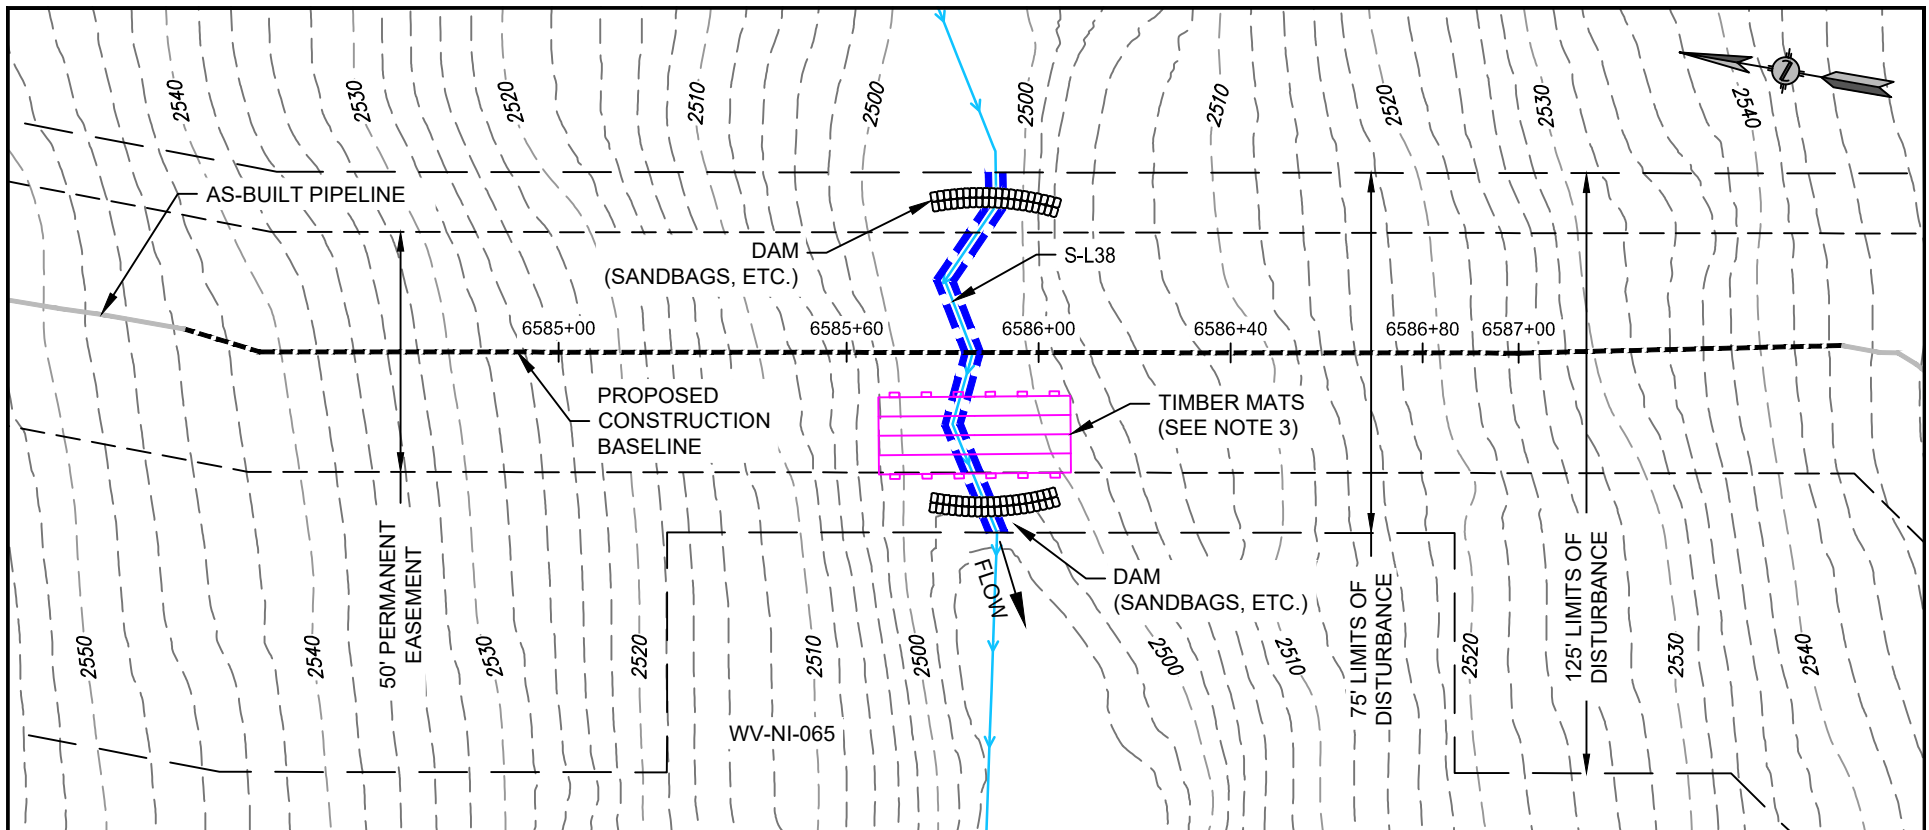 2540
2530
2520
2510
2500
2500
2510
2520
2530
2540
Z
AS-BUILT PIPELINE
DAM
(SANDBAGS, ETC.)
S-L38
6585+00
6585+60
6586+00
6586+40
6586+80
6587+00
PROPOSED
CONSTRUCTION
BASELINE
TIMBER MATS
(SEE NOTE 3)
50' PERMANENT
EASEMENT
FLOW
DAM
(SANDBAGS, ETC.)
75' LIMITS OF
DISTURBANCE
125' LIMITS OF
DISTURBANCE
2550
2540
2530
2520
2510
2500
2500
2510
2520
2530
2540
WV-NI-065